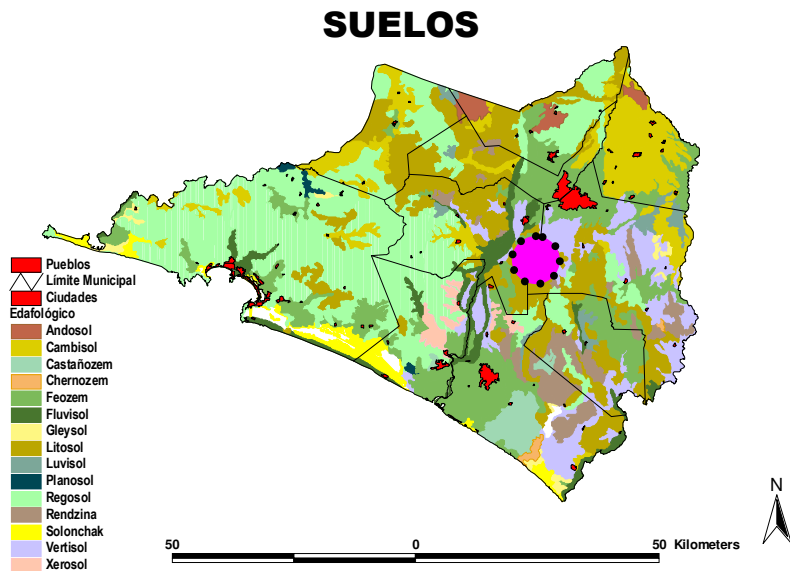 SUELOS
Pueblos
Límite Municipal
Ciudades
Edafológico
Andosol
Cambisol
Castañozem
Chernozem
Feozem
Fluvisol
Gleysol
Litosol
Luvisol
Planosol
Regosol
Rendzina
Solonchak
Vertisol
Xerosol
N
50 0 50 Kilometers